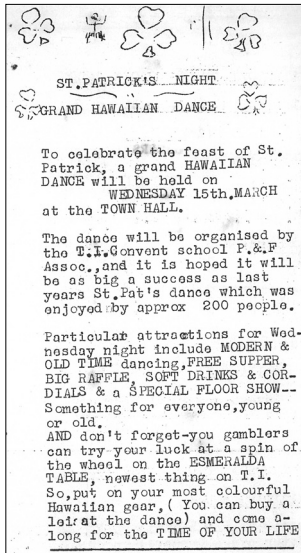 ST.PATRICK'S NIGHT
GRAND HAWAIIAN DANCE
To celebrate the feast of St.
Patrick, a grand HAWAIIAN
DANCE will be held on
WEDNESDAY 15th.MARCH
at the TOWN HALL.
The dance will be organised by
the T.I.Convent school P.&F
Assoc.,and it is hoped it will
be as big a success as last
years St.Pat's dance which was
enjoyed by approx 200 people.
Particular attractions for Wed-
nesday night include MODERN &
OLD TIME dancing,FREE SUPPER,
BIG RAFFLE, SOFT DRINKS & COR-
DIALS & a SPECIAL FLOOR SHOW--
Something for everyone,young
or old.
AND don't forget-you gamblers
can try your luck at a spin of
the wheel on the ESMERALDA
TABLE, newest thing on T.I.
So,put on your most colourful
Hawaiian gear,( You can buy a
leirat the dance) and come a-
long for the TIME OF YOUR LIFE